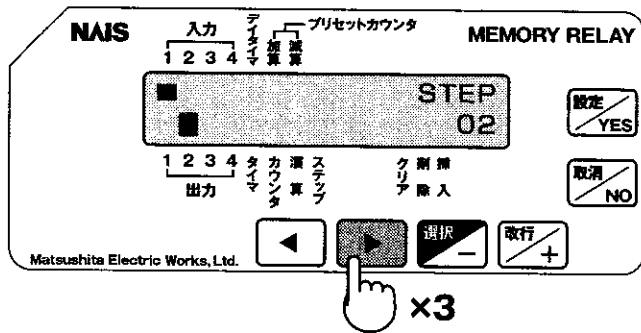 NAIS
入力
1 2 3 4
デイタイマ
加算
減算
プリセットカウンタ
MEMORY RELAY
STEP
02
設定/YES
1 2 3 4
出力
タイマ
カウンタ
演算
ステップ
クリア
削除
挿入
取消/NO
Matsushita Electric Works, Ltd.
◀
▶
選択/−
改行/+
×3